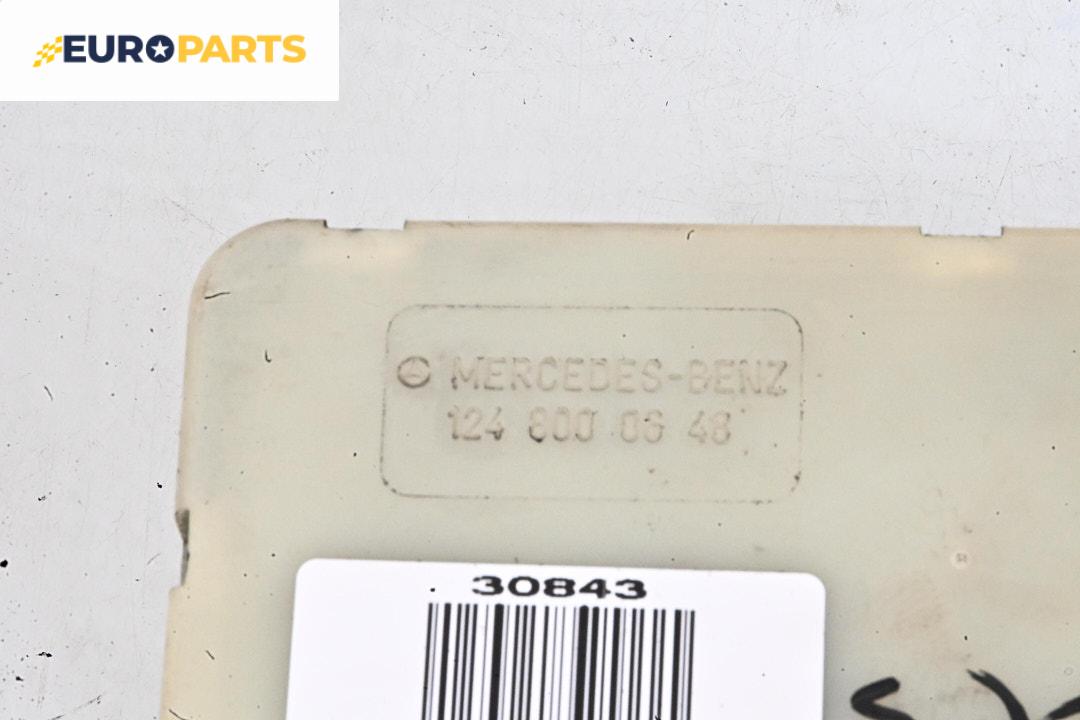 EUROPARTS
MERCEDES-BENZ
124 800 06 48
30843